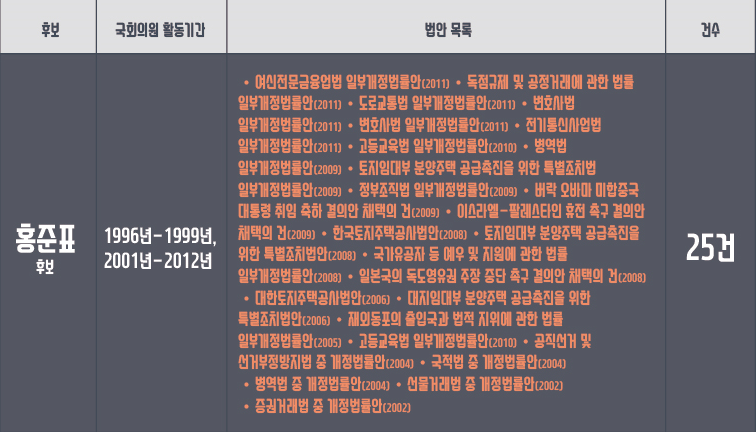 후보
국회의원 활동기간
법안 목록
건수
홍준표
후보
1996년-1999년,
2001년-2012년
• 여신전문금융업법 일부개정법률안(2011) • 독점규제 및 공정거래에 관한 법률
일부개정법률안(2011) • 도로교통법 일부개정법률안(2011) • 변호사법
일부개정법률안(2011) • 변호사법 일부개정법률안(2011) • 전기통신사업법
일부개정법률안(2011) • 고등교육법 일부개정법률안(2010) • 병역법
일부개정법률안(2009) • 토지임대부 분양주택 공급촉진을 위한 특별조치법
일부개정법률안(2009) • 정부조직법 일부개정법률안(2009) • 버락 오바마 미합중국
대통령 취임 축하 결의안 채택의 건(2009) • 이스라엘-팔레스타인 휴전 촉구 결의안
채택의 건(2009) • 한국토지주택공사법안(2008) • 토지임대부 분양주택 공급촉진을
위한 특별조치법안(2008) • 국가유공자 등 예우 및 지원에 관한 법률
일부개정법률안(2008) • 일본국의 독도영유권 주장 중단 촉구 결의안 채택의 건(2008)
• 대한토지주택공사법안(2006) • 대지임대부 분양주택 공급촉진을 위한
특별조치법안(2006) • 재외동포의 출입국과 법적 지위에 관한 법률
일부개정법률안(2005) • 고등교육법 일부개정법률안(2010) • 공직선거 및
선거부정방지법 중 개정법률안(2004) • 국적법 중 개정법률안(2004)
• 병역법 중 개정법률안(2004) • 선물거래법 중 개정법률안(2002)
• 증권거래법 중 개정법률안(2002)
25건